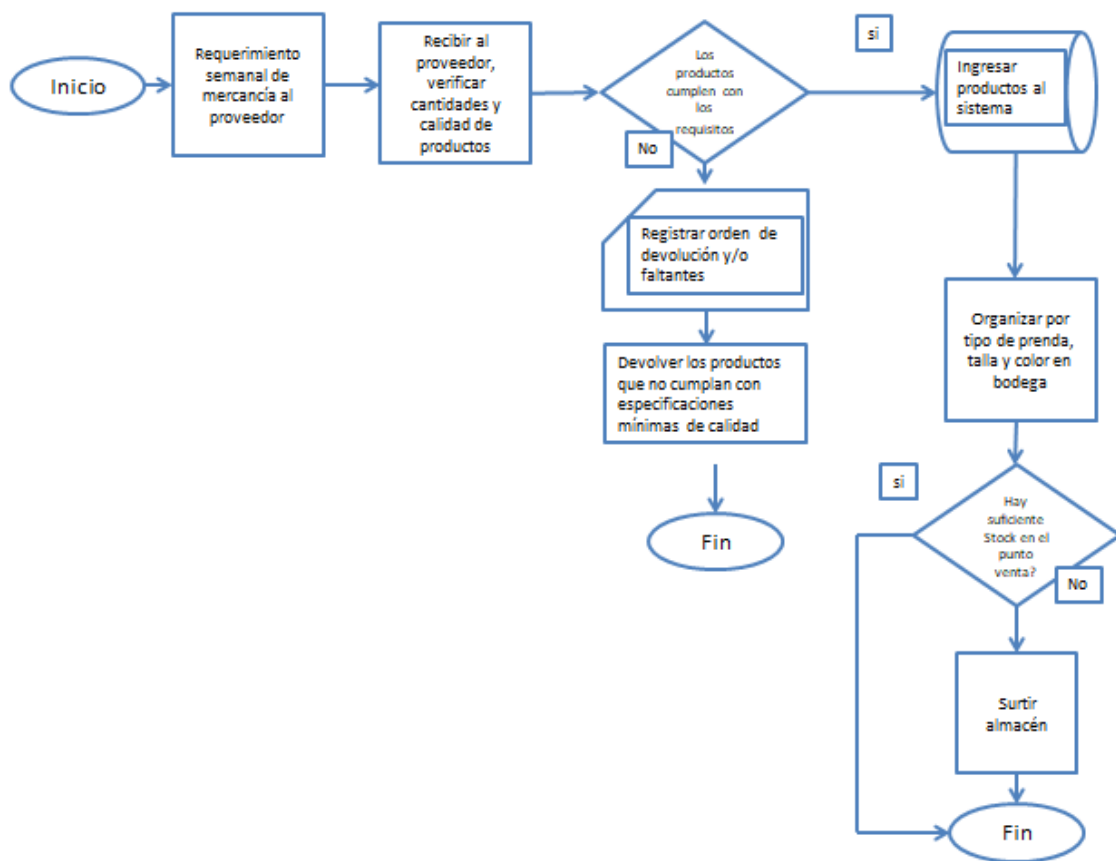 Inicio
Requerimiento
semanal de
mercancía al
proveedor
Recibir al
proveedor,
verificar
cantidades y
calidad de
productos
Los
productos
cumplen con
los
requisitos
si
Ingresar
productos al
sistema
No
Registrar orden de
devolución y/o
faltantes
Devolver los productos
que no cumplan con
especificaciones
mínimas de calidad
Fin
Organizar por
tipo de prenda,
talla y color en
bodega
si
Hay
suficiente
Stock en el
punto
venta?
No
Surtir
almacén
Fin